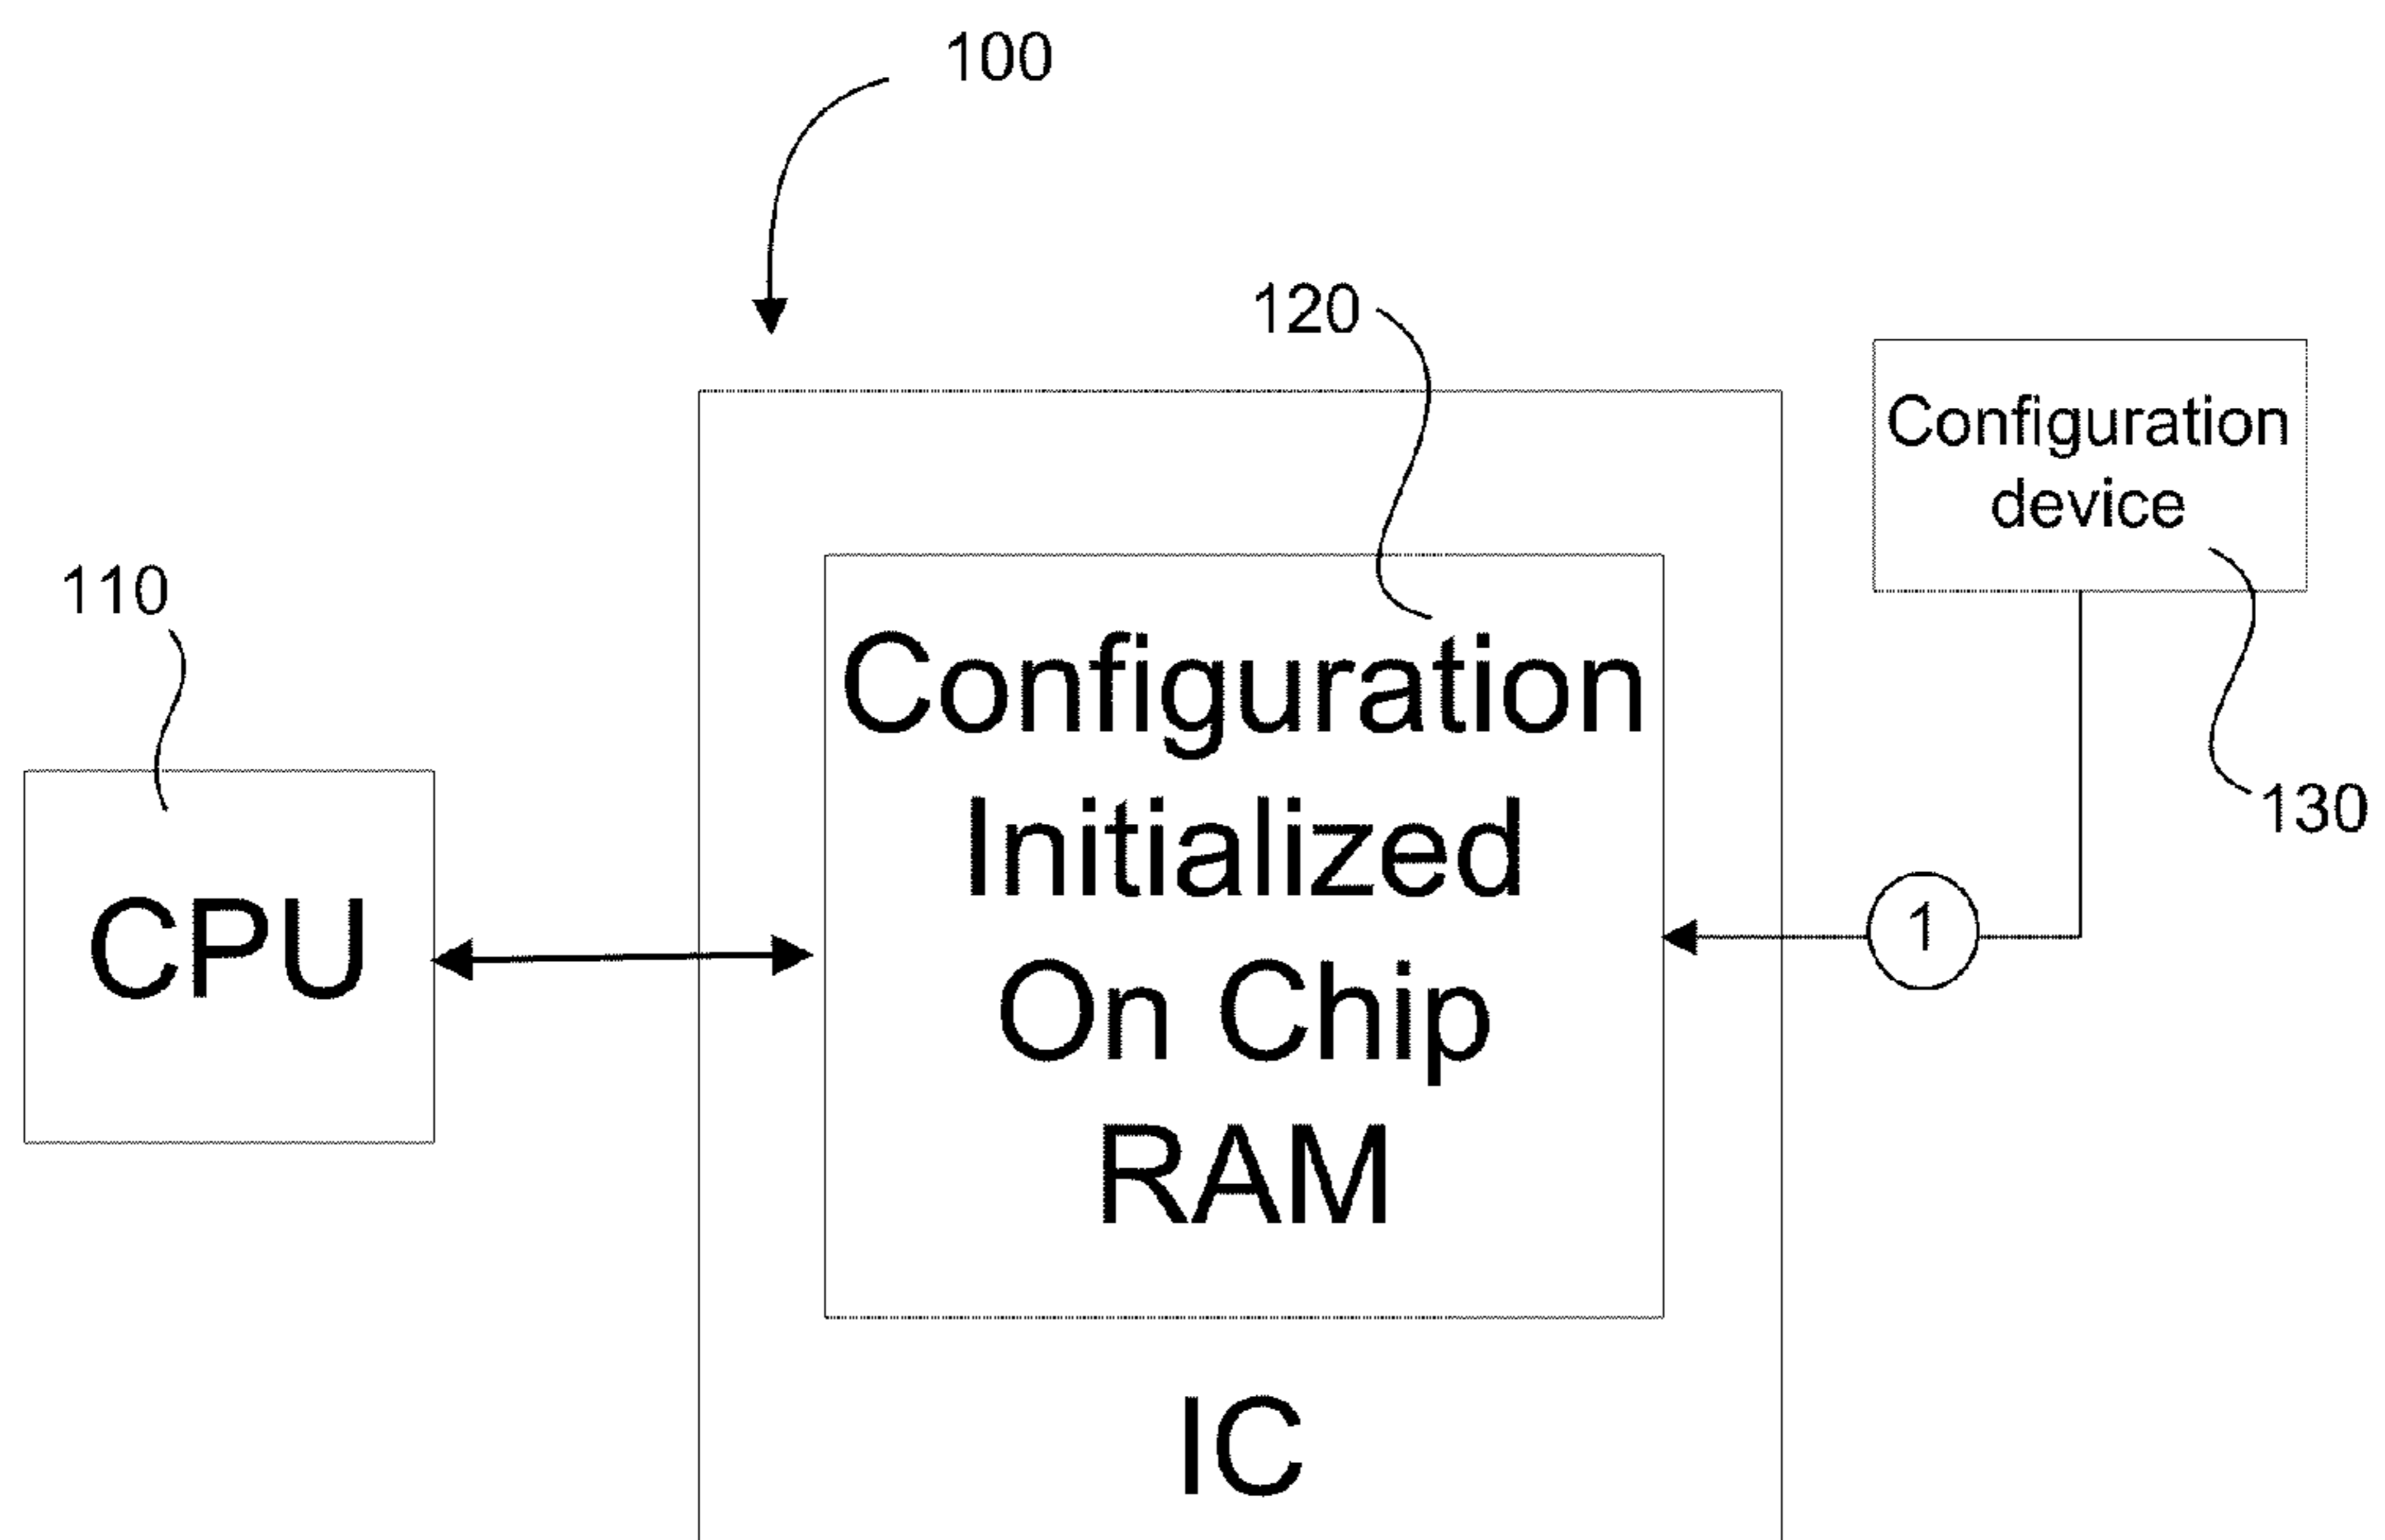 100
120
Configuration
device
110
Configuration
Initialized
On Chip
RAM
130
CPU
1
IC